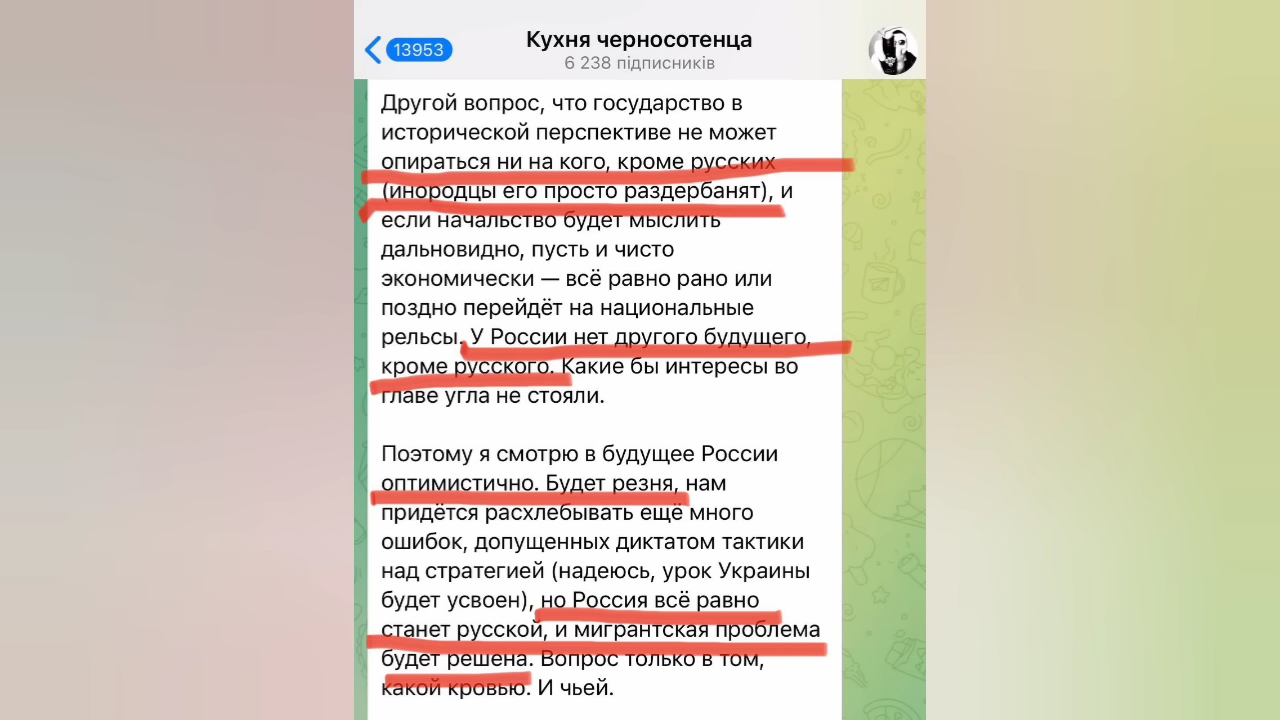 13953
Кухня черносотенца
6 238 підписників
Другой вопрос, что государство в
исторической перспективе не может
опираться ни на кого, кроме русских
(инородцы его просто раздербанят), и
если начальство будет мыслить
дальновидно, пусть и чисто
экономически — всё равно рано или
поздно перейдёт на национальные
рельсы. У России нет другого будущего,
кроме русского. Какие бы интересы во
главе угла не стояли.
Поэтому я смотрю в будущее России
оптимистично. Будет резня, нам
придётся расхлебывать ещё много
ошибок, допущенных диктатом тактики
над стратегией (надеюсь, урок Украины
будет усвоен), но Россия всё равно
станет русской, и мигрантская проблема
будет решена. Вопрос только в том,
какой кровью. И чьей.